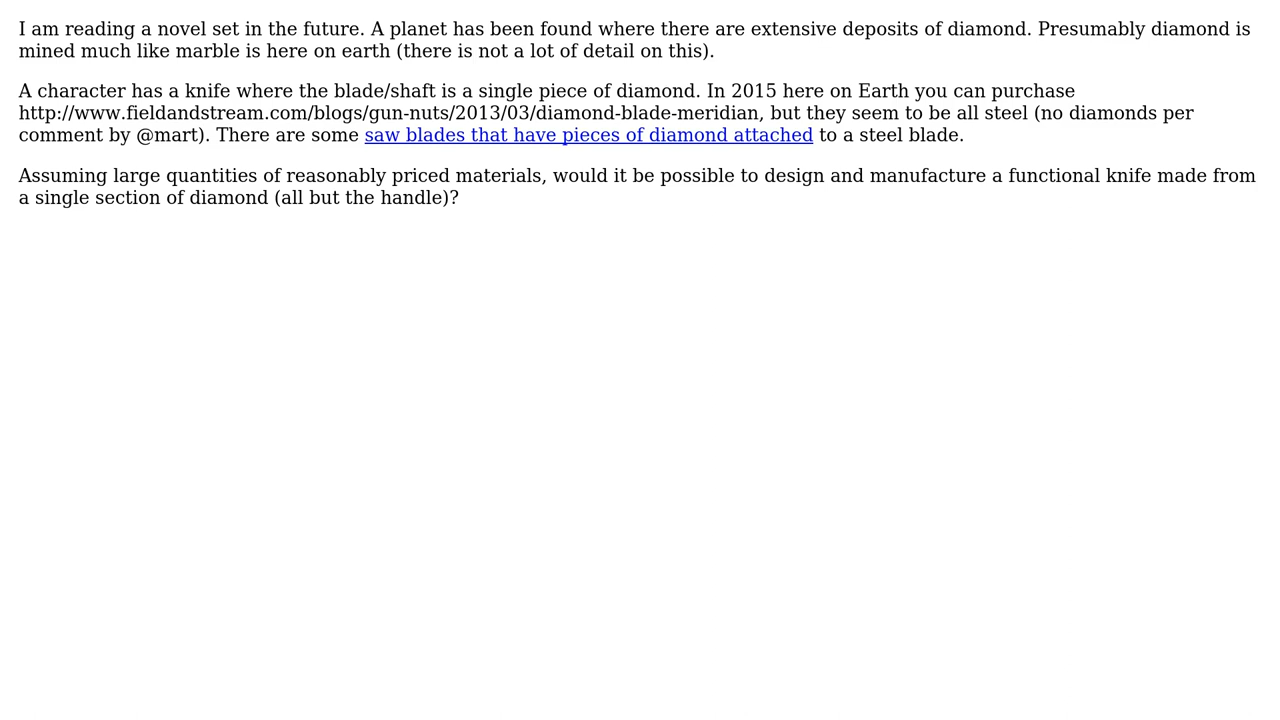 I am reading a novel set in the future. A planet has been found where there are extensive deposits of diamond. Presumably diamond is
mined much like marble is here on earth (there is not a lot of detail on this).
A character has a knife where the blade/shaft is a single piece of diamond. In 2015 here on Earth you can purchase
http://www.fieldandstream.com/blogs/gun-nuts/2013/03/diamond-blade-meridian, but they seem to be all steel (no diamonds per
comment by @mart). There are some saw blades that have pieces of diamond attached to a steel blade.
Assuming large quantities of reasonably priced materials, would it be possible to design and manufacture a functional knife made from
a single section of diamond (all but the handle)?